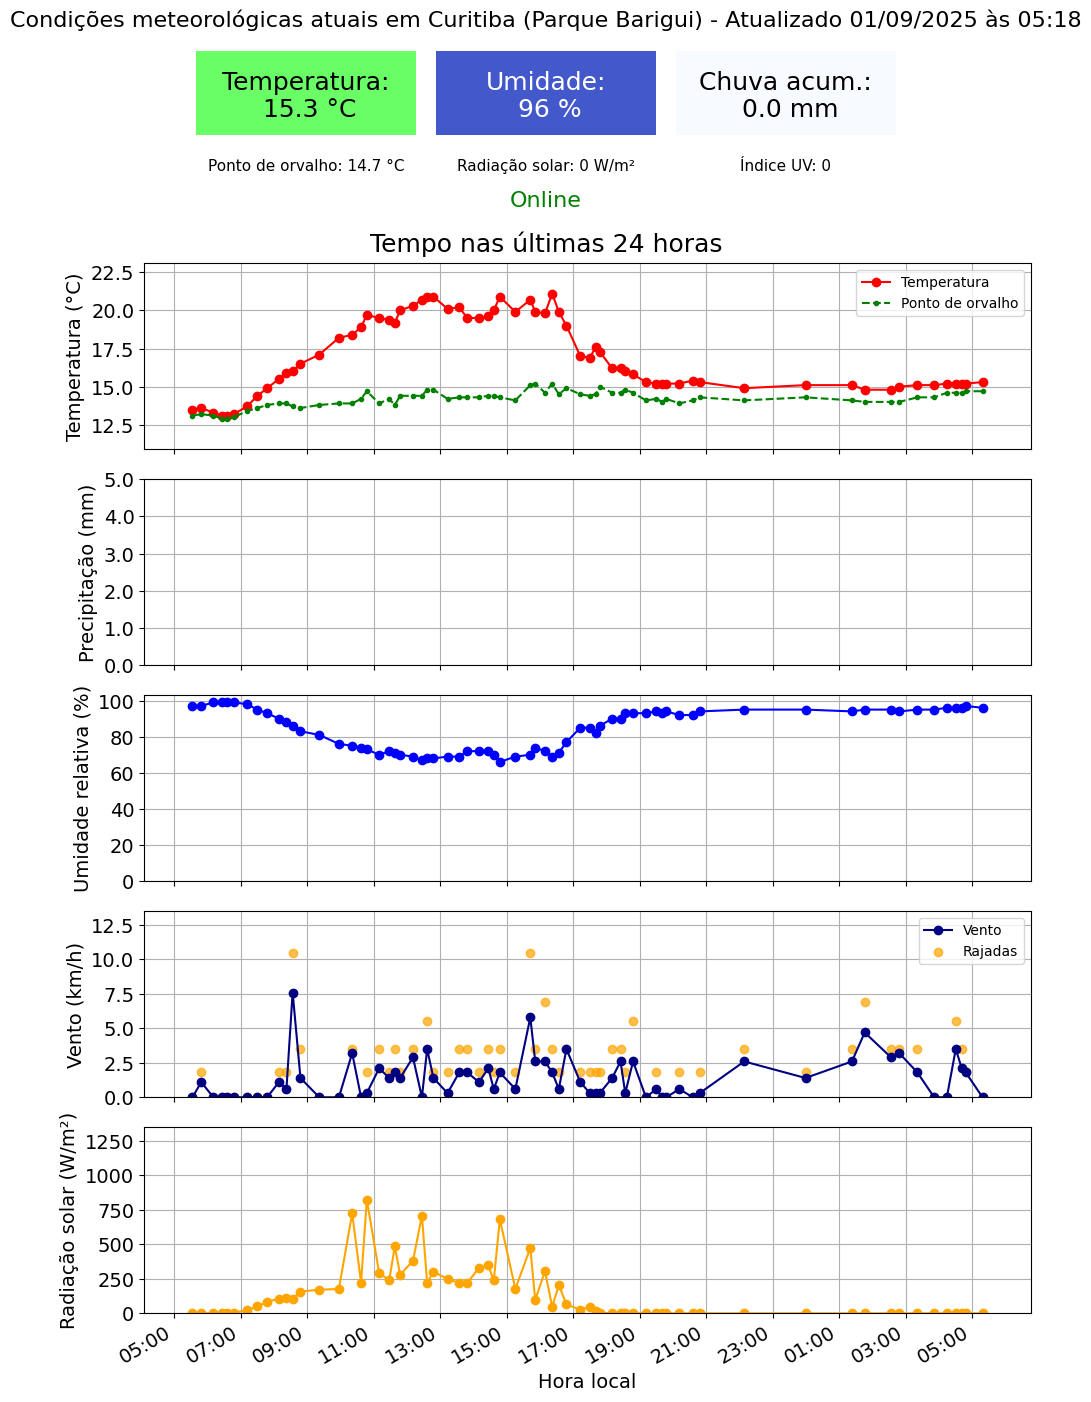 Condições meteorológicas atuais em Curitiba (Parque Barigui) - Atualizado 01/09/2025 às 05:18
Temperatura:
15.3 °C
Umidade:
96 %
Chuva acum.:
0.0 mm
Ponto de orvalho: 14.7 °C
Radiação solar: 0 W/m²
Índice UV: 0
Online
Tempo nas últimas 24 horas
Temperatura (°C)
22.5
20.0
17.5
15.0
12.5
Temperatura
Ponto de orvalho
Precipitação (mm)
5.0
4.0
3.0
2.0
1.0
0.0
Umidade relativa (%)
100
80
60
40
20
0
Vento (km/h)
12.5
10.0
7.5
5.0
2.5
0.0
Vento
Rajadas
Radiação solar (W/m²)
1250
1000
750
500
250
0
05:00
07:00
09:00
11:00
13:00
15:00
17:00
19:00
21:00
23:00
01:00
03:00
05:00
Hora local